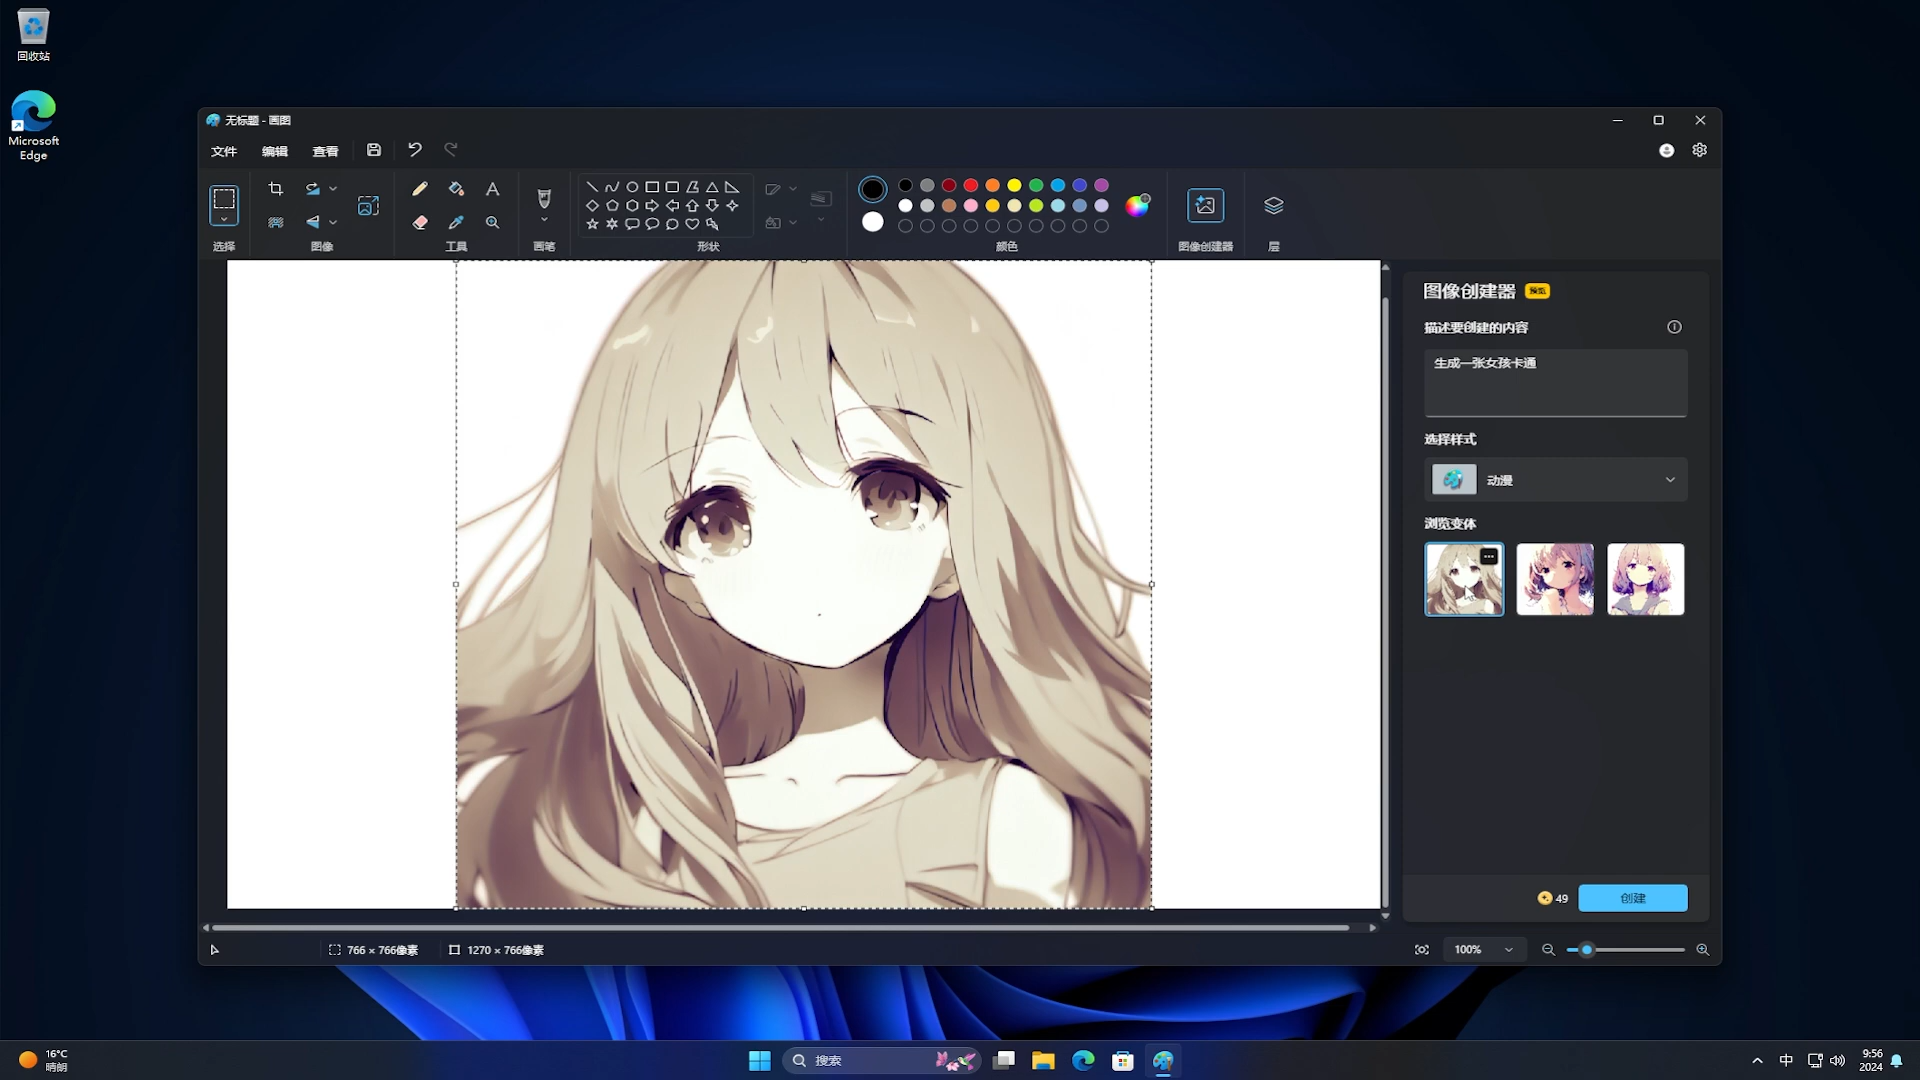 回收站
Microsoft
Edge
无标题 - 画图
文件 编辑 查看
选择 图像 工具 画笔 形状 颜色 图像创建器 层
图像创建器 预览
描述要创建的内容
生成一张女孩卡通
选择样式
动漫
浏览变体
49 创建
766 × 766像素 1270 × 766像素 100%
16°C
晴朗
搜索
中
9:56
2024